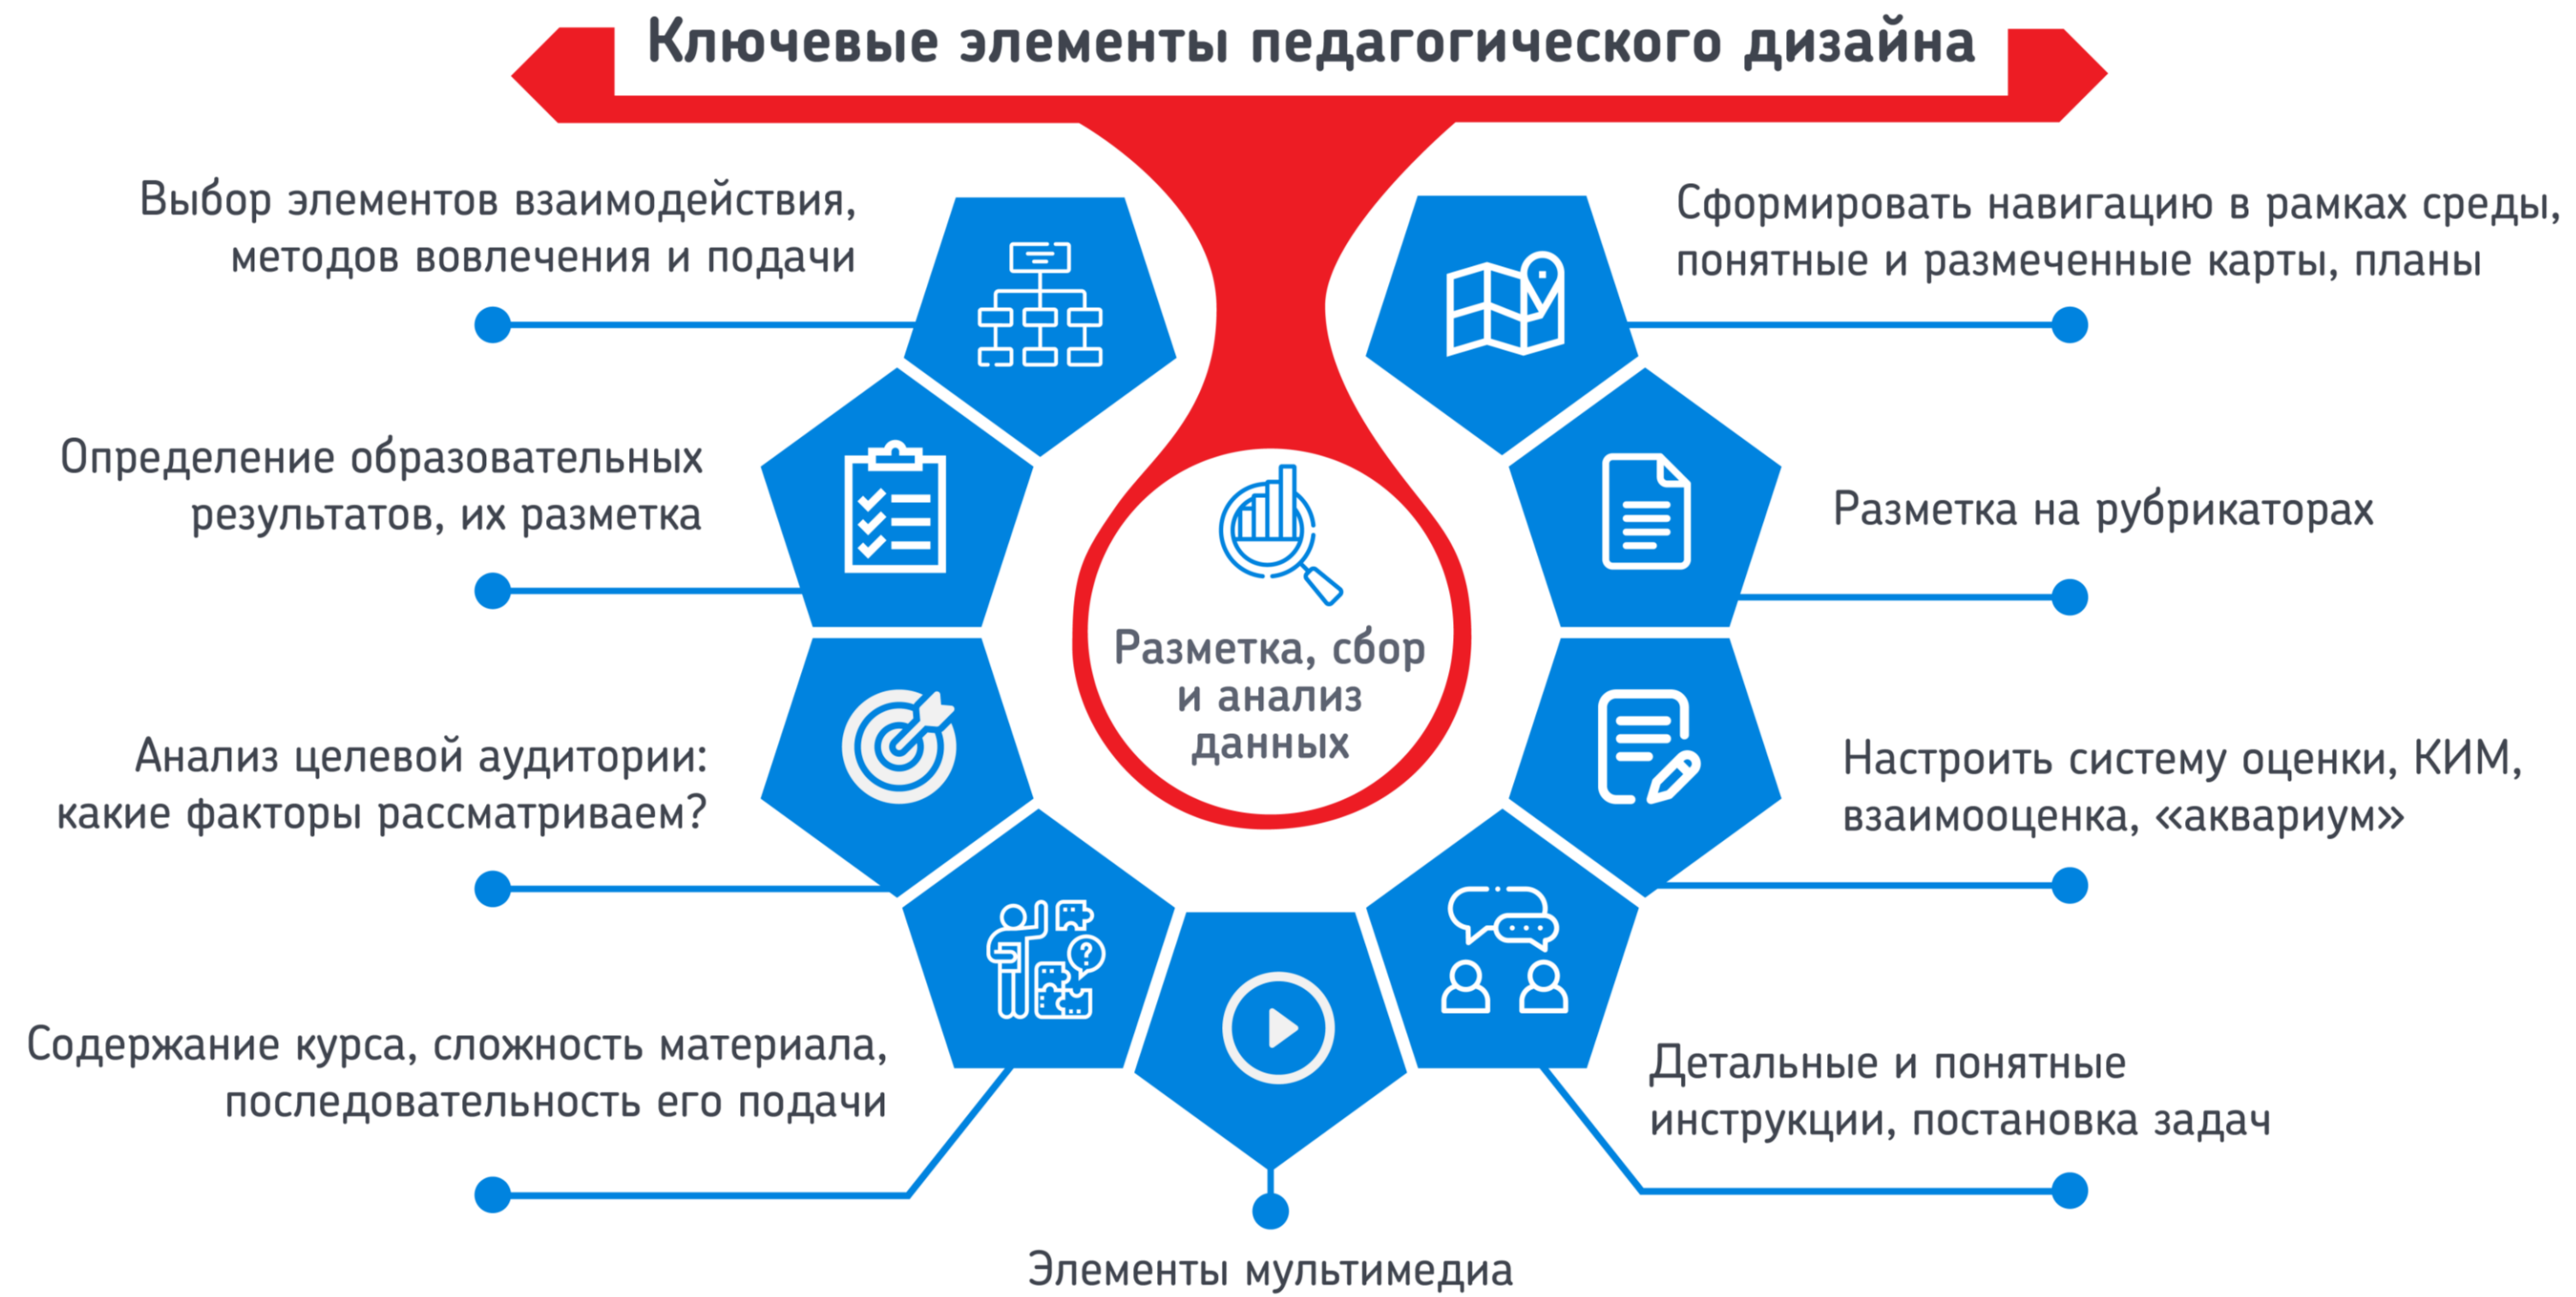 Ключевые элементы педагогического дизайна
Выбор элементов взаимодействия,
методов вовлечения и подачи
Определение образовательных
результатов, их разметка
Анализ целевой аудитории:
какие факторы рассматриваем?
Содержание курса, сложность материала,
последовательность его подачи
Разметка, сбор
и анализ
данных
Элементы мультимедиа
Сформировать навигацию в рамках среды,
понятные и размеченные карты, планы
Разметка на рубрикаторах
Настроить систему оценки, КИМ,
взаимооценка, «аквариум»
Детальные и понятные
инструкции, постановка задач